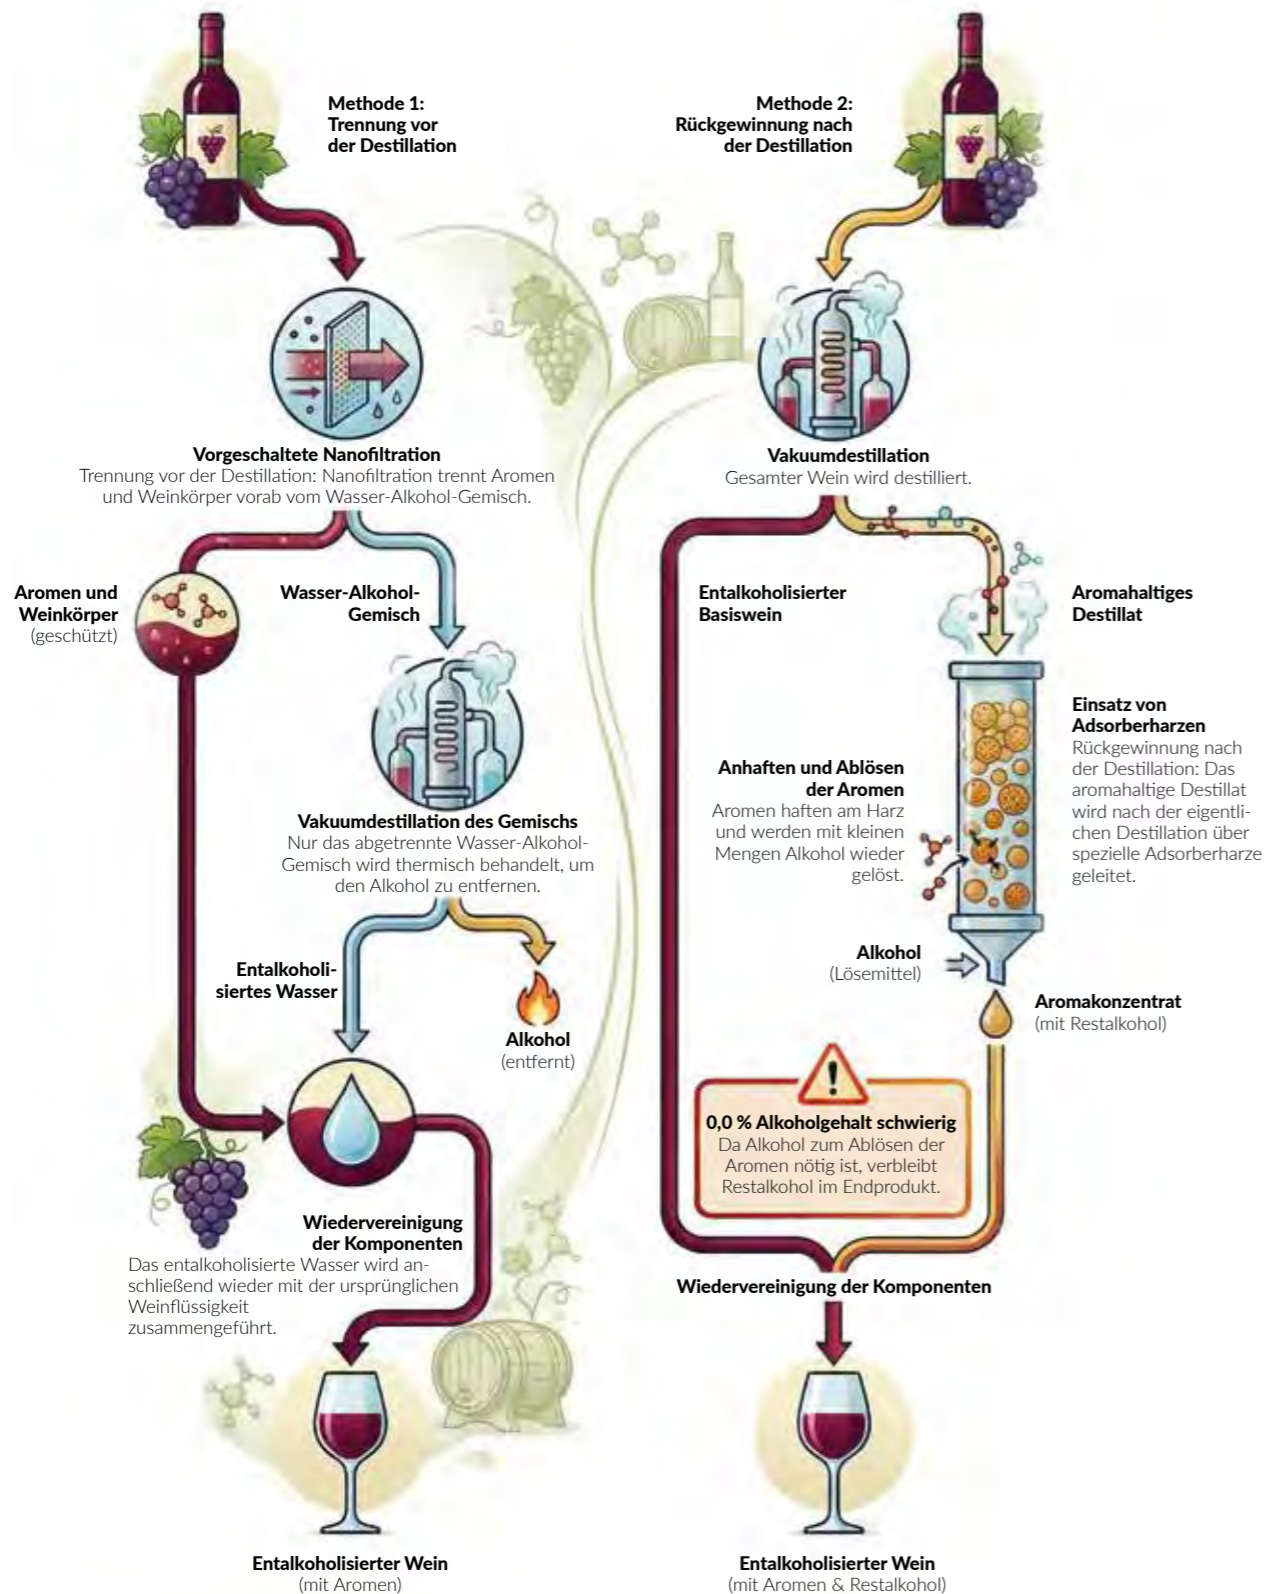 Methode 1:
Trennung vor
der Destillation
Vorgeschaltete Nanofiltration
Trennung vor der Destillation: Nanofiltration trennt Aromen
und Weinkörper vorab vom Wasser-Alkohol-Gemisch.
Aromen und
Weinkörper
(geschützt)
Wasser-Alkohol-
Gemisch
Vakuumdestillation des Gemischs
Nur das abgetrennte Wasser-Alkohol-
Gemisch wird thermisch behandelt, um
den Alkohol zu entfernen.
Entalkoholi-
siertes Wasser
Alkohol
(entfernt)
Wiedervereinigung
der Komponenten
Das entalkoholisierte Wasser wird an-
schließend wieder mit der ursprünglichen
Weinflüssigkeit
zusammengeführt.
Entalkoholisierter Wein
(mit Aromen)
Methode 2:
Rückgewinnung nach
der Destillation
Vakuumdestillation
Gesamter Wein wird destilliert.
Entalkoholisierter
Basiswein
Aromahaltiges
Destillat
Einsatz von
Adsorberharzen
Rückgewinnung nach
der Destillation: Das
aromahaltige Destillat
wird nach der eigentli-
chen Destillation über
spezielle Adsorberharze
geleitet.
Anhaften und Ablösen
der Aromen
Aromen haften am Harz
und werden mit kleinen
Mengen Alkohol wieder
gelöst.
Alkohol
(Lösemittel)
Aromakonzentrat
(mit Restalkohol)
0,0 % Alkoholgehalt schwierig
Da Alkohol zum Ablösen der
Aromen nötig ist, verbleibt
Restalkohol im Endprodukt.
Wiedervereinigung der Komponenten
Entalkoholisierter Wein
(mit Aromen & Restalkohol)